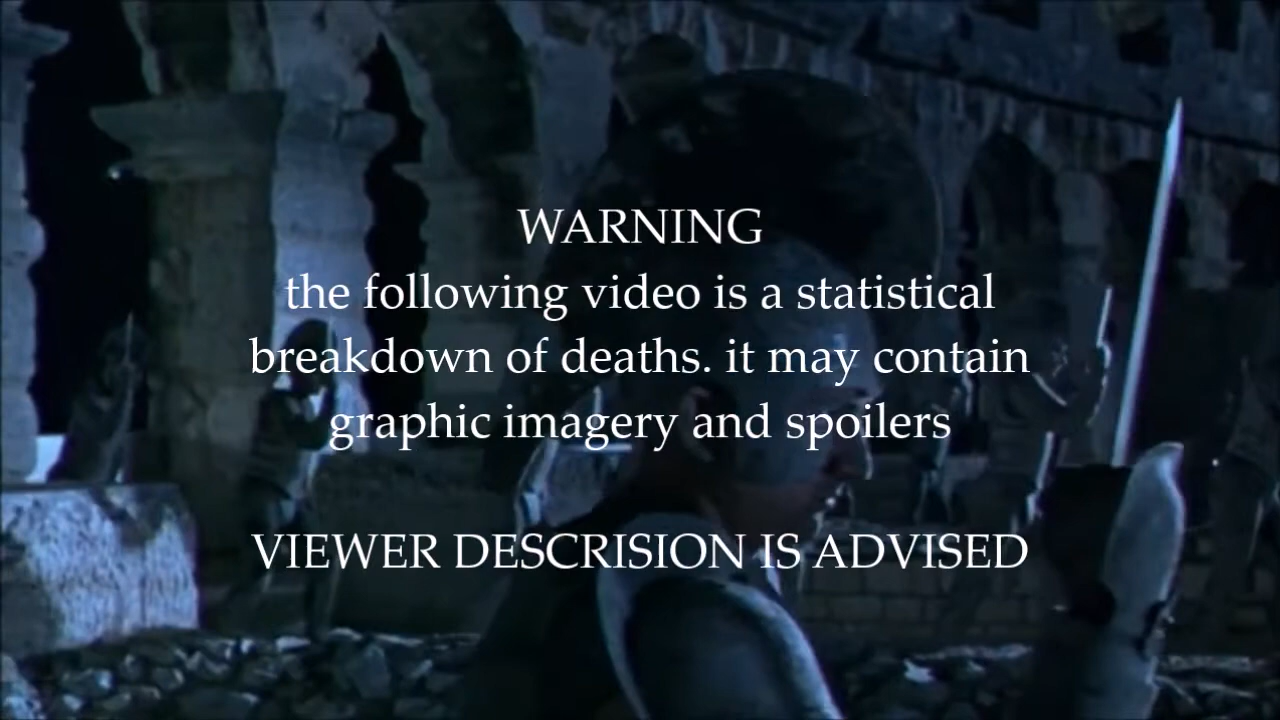 WARNING
the following video is a statistical
breakdown of deaths. it may contain
graphic imagery and spoilers
VIEWER DESCRISION IS ADVISED